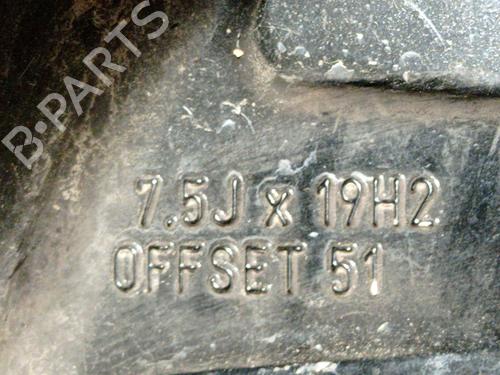 B-PARTS
7.5J x 19H2
OFFSET 51